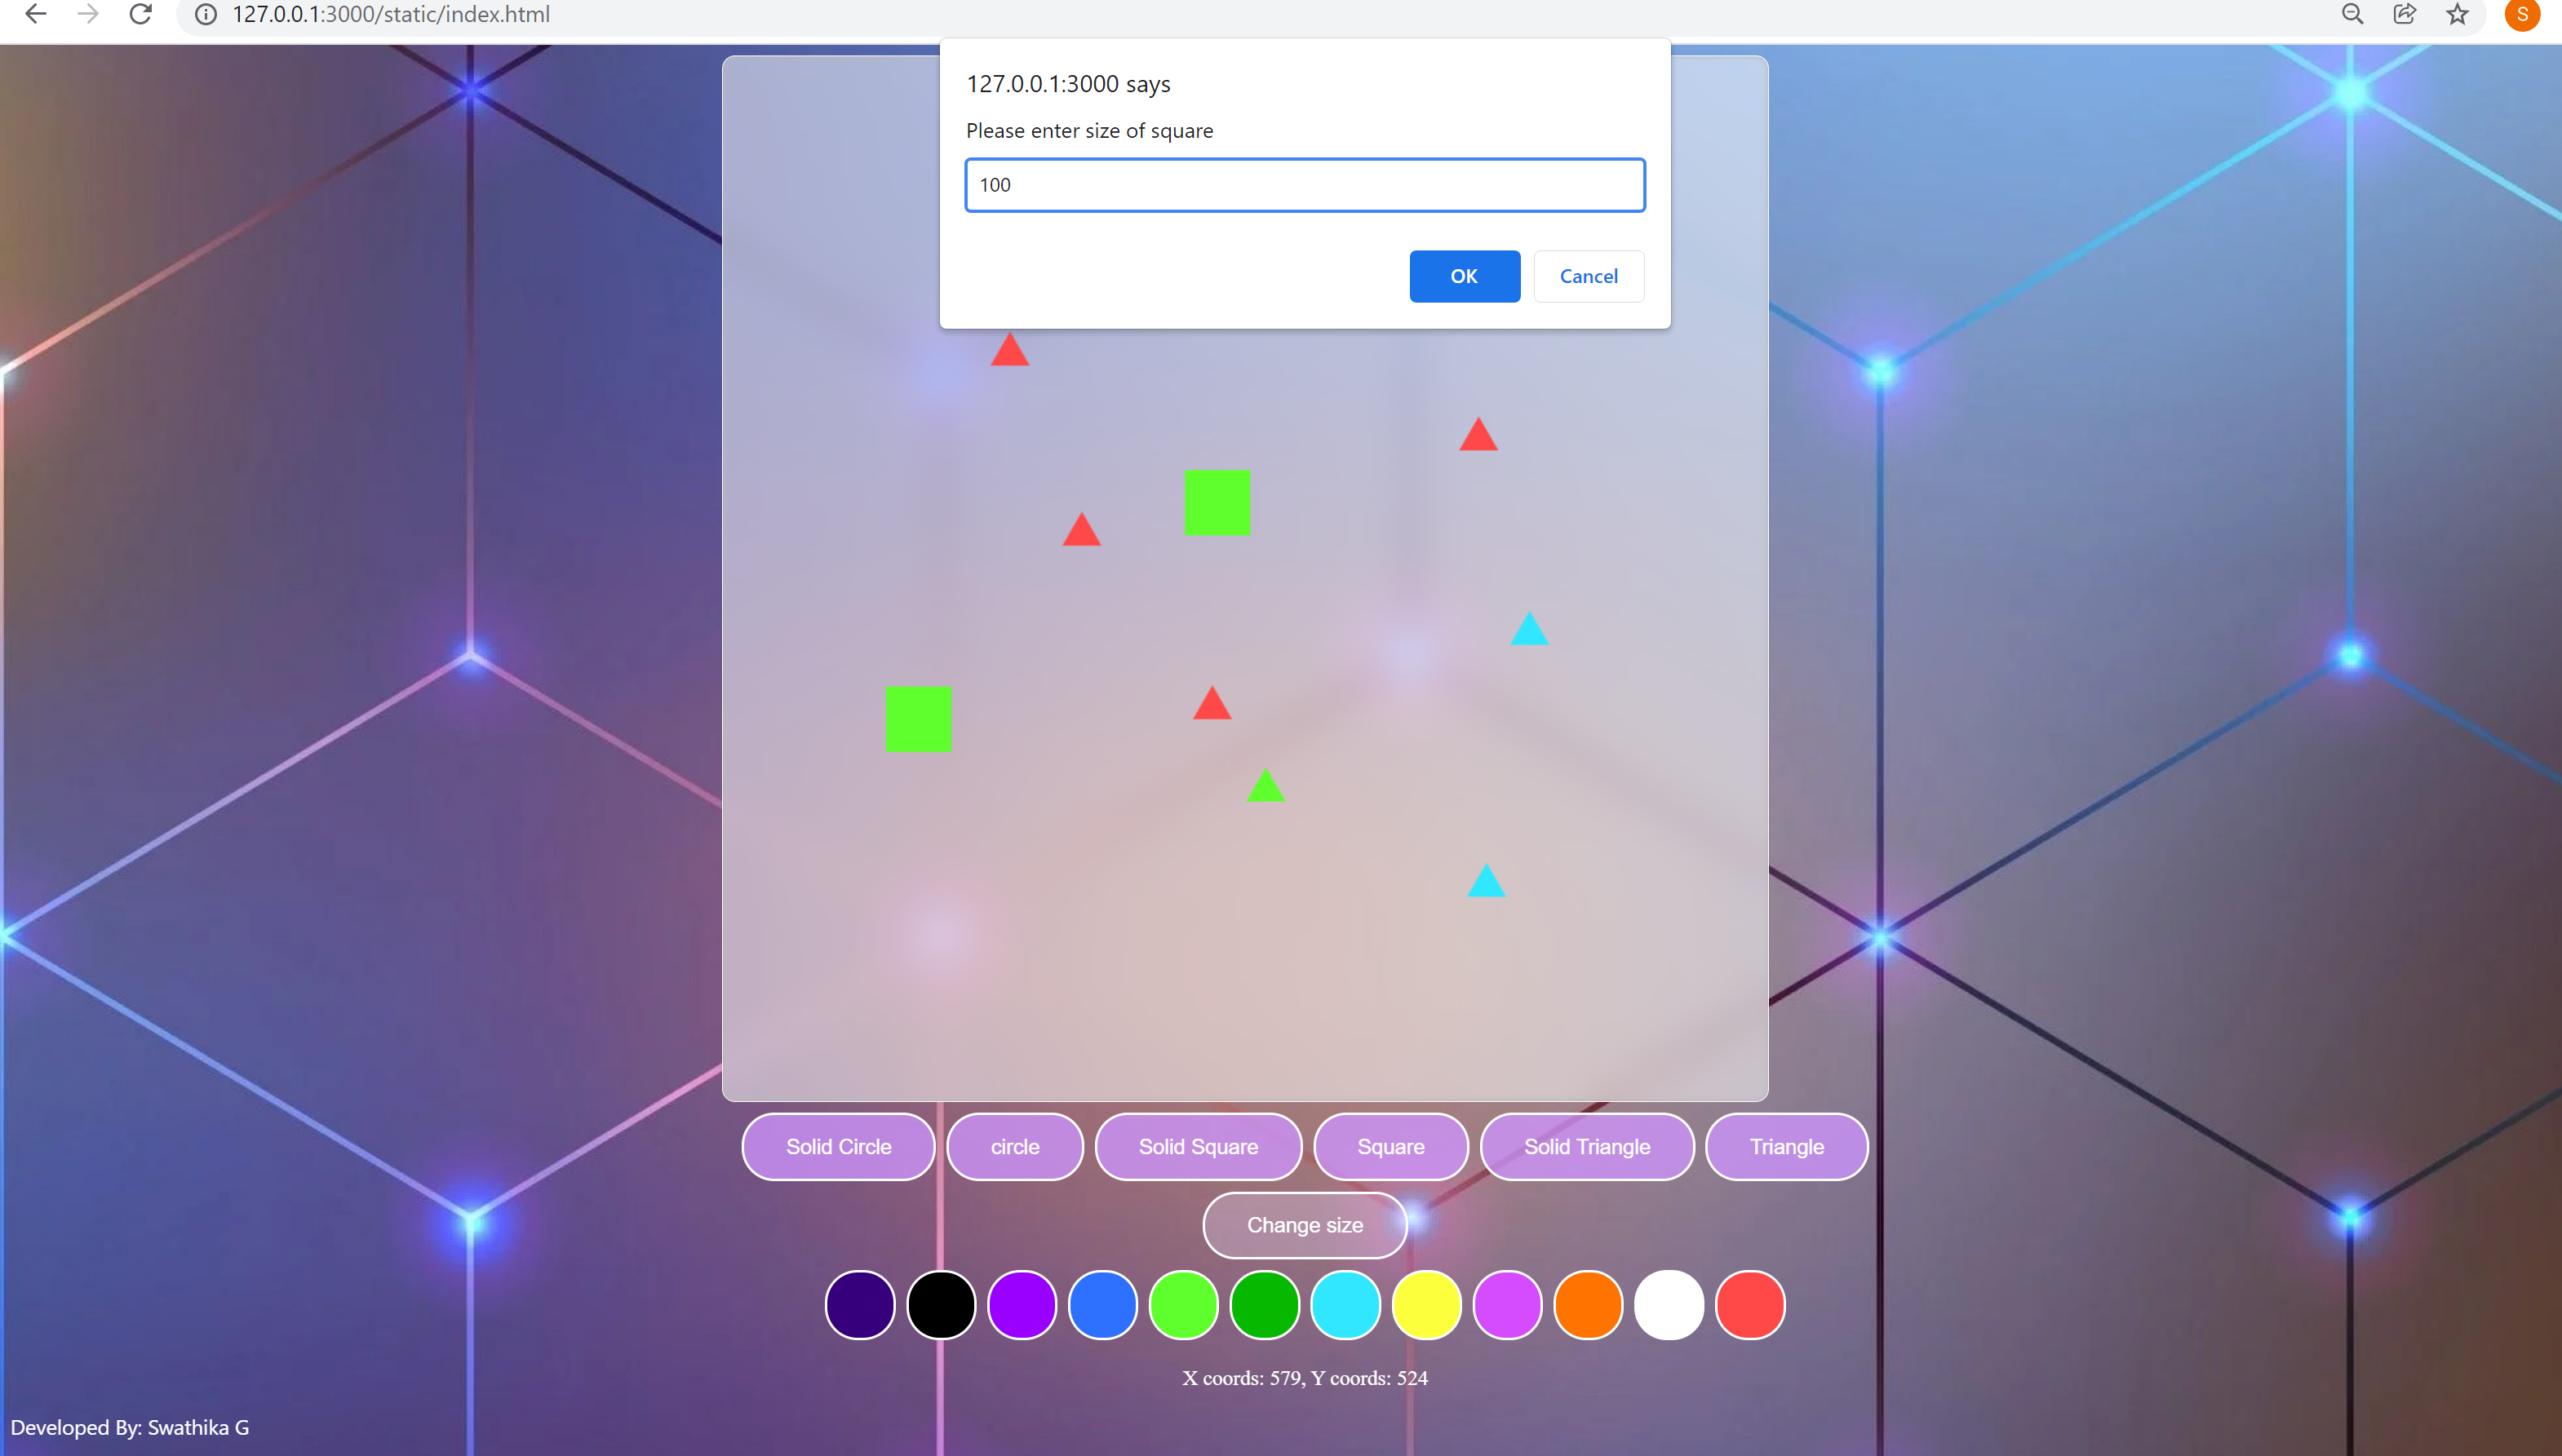 127.0.0.1:3000/static/index.html
S
127.0.0.1:3000 says
Please enter size of square
100
OK Cancel
Solid Circle circle Solid Square Square Solid Triangle Triangle
Change size
X coords: 579, Y coords: 524
Developed By: Swathika G